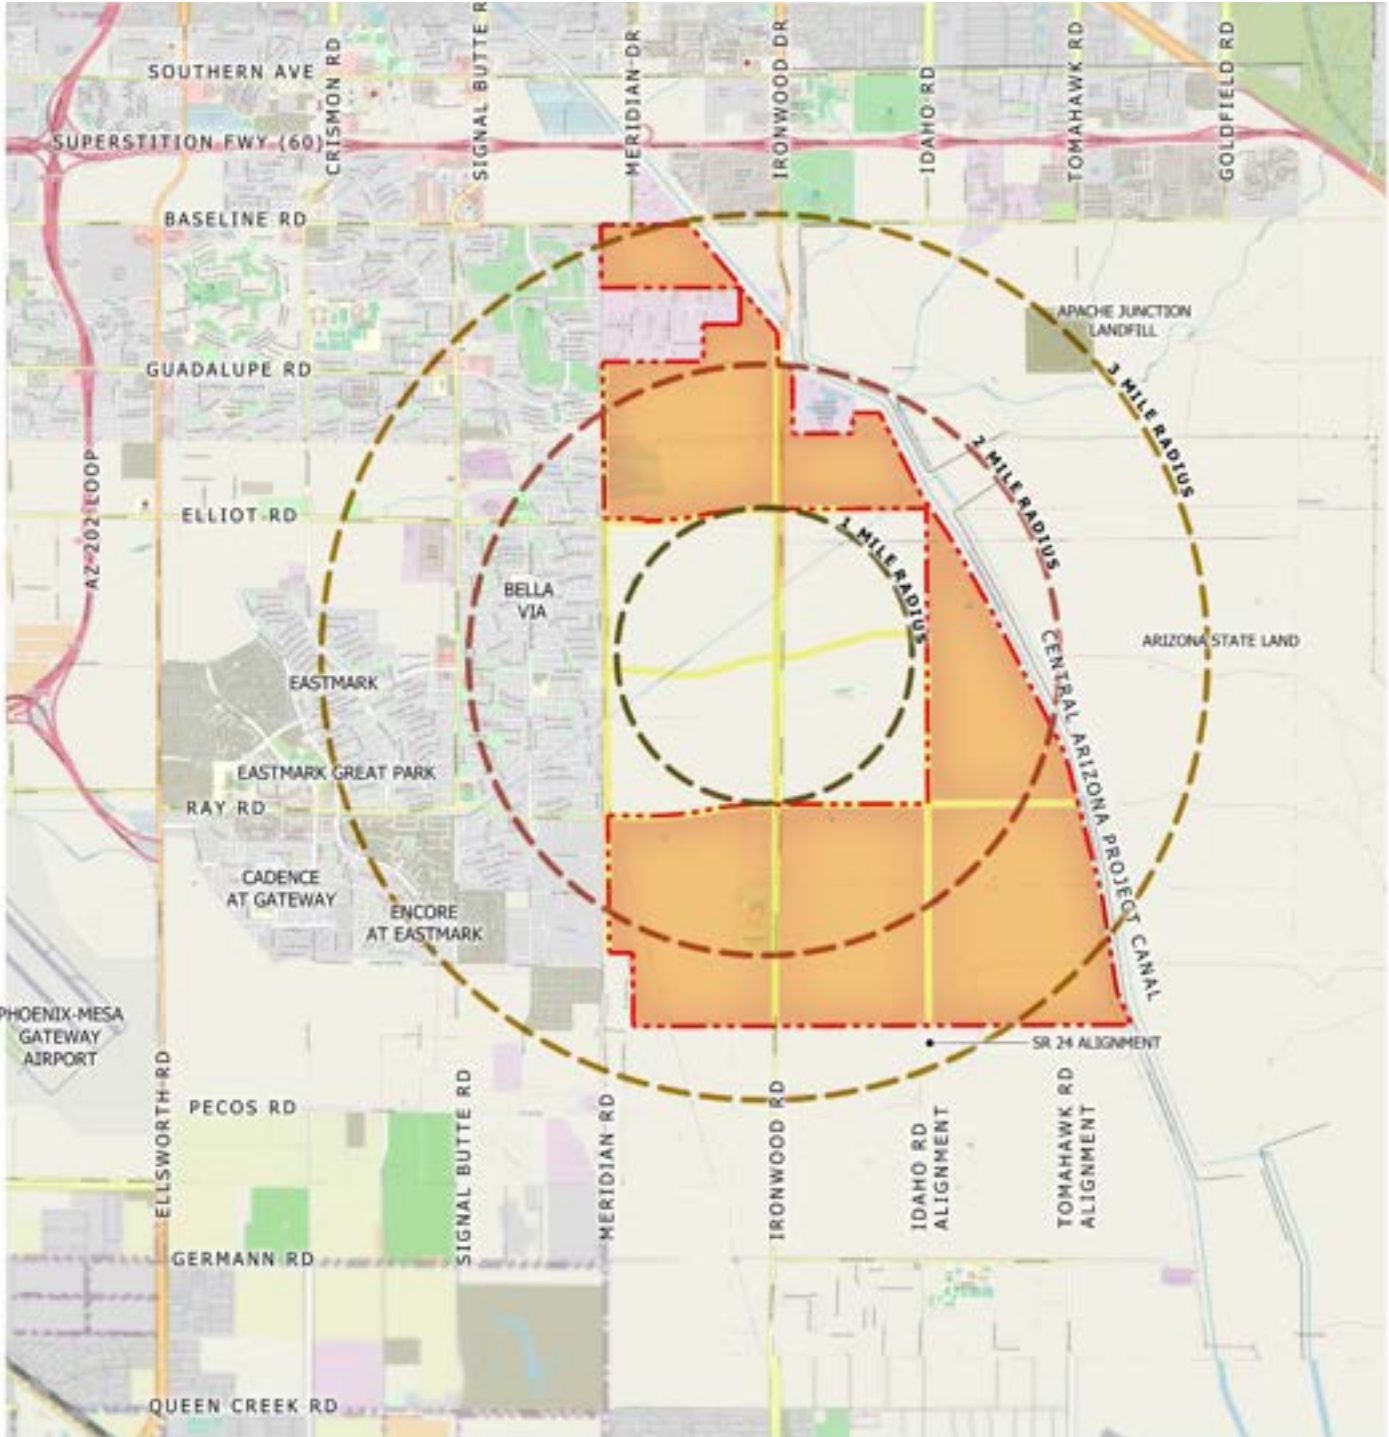 SOUTHERN AVE
SUPERSTITION FWY (60)
CRISMON RD
SIGNAL BUTTE R
MERIDIAN DR
IRONWOOD DR
IDAHO RD
TOMAHAWK RD
GOLDFIELD RD
BASELINE RD
APACHE JUNCTION
LANDFILL
GUADALUPE RD
3 MILE RADIUS
2 MILE RADIUS
AZ 202 LOOP
ELLIOT RD
1 MILE RADIUS
BELLA
VIA
ARIZONA STATE LAND
CENTRAL ARIZONA PROJECT CANAL
EASTMARK
EASTMARK GREAT PARK
RAY RD
CADENCE
AT GATEWAY
ENCORE
AT EASTMARK
PHOENIX-MESA
GATEWAY
AIRPORT
SR 24 ALIGNMENT
ELLSWORTH RD
PECOS RD
SIGNAL BUTTE RD
MERIDIAN RD
IRONWOOD RD
IDAHO RD
ALIGNMENT
TOMAHAWK RD
ALIGNMENT
GERMANN RD
QUEEN CREEK RD